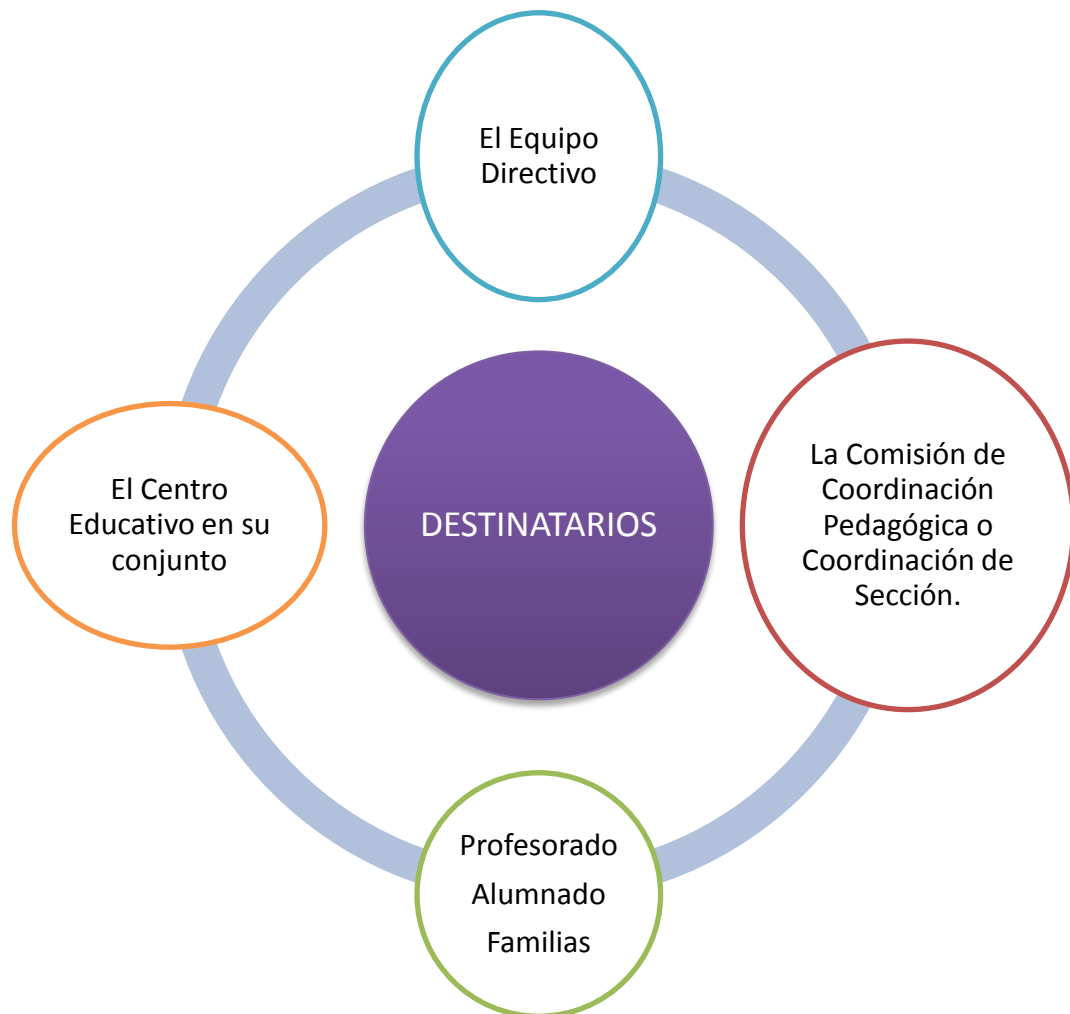 El Equipo
Directivo
La Comisión de
Coordinación
Pedagógica o
Coordinación de
Sección.
Profesorado
Alumnado
Familias
El Centro
Educativo en su
conjunto
DESTINATARIOS